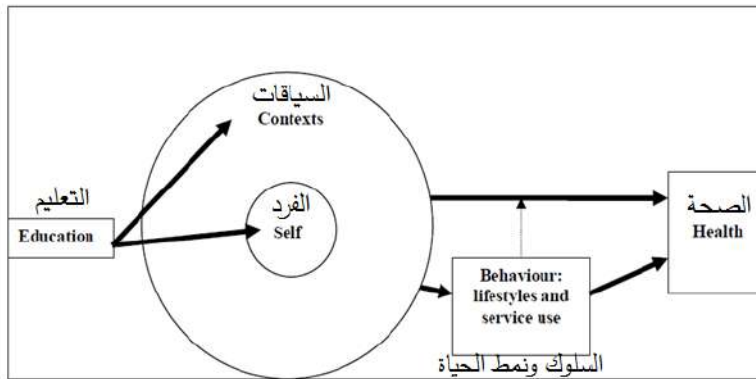 السياقات
Contexts
التعليم
Education
الفرد
Self
الصحة
Health
Behaviour:
lifestyles and
service use
السلوك ونمط الحياة